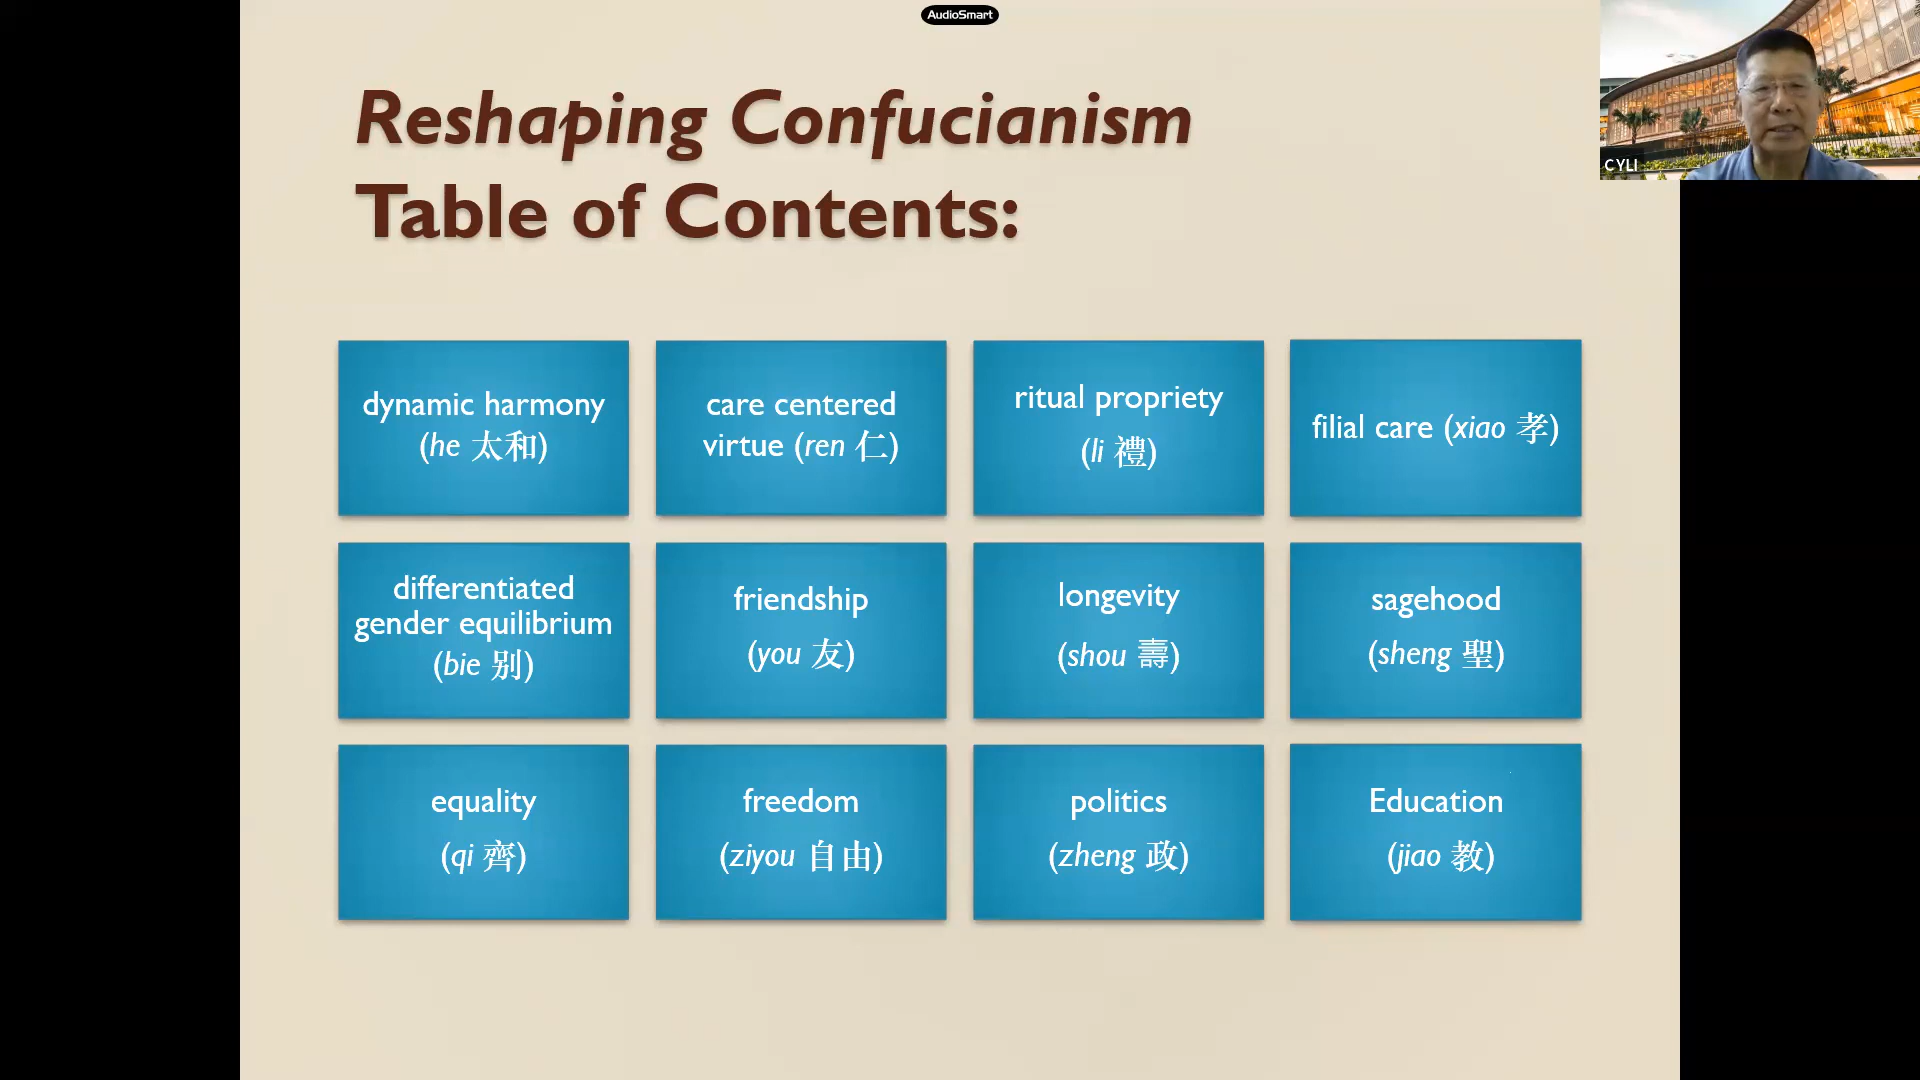 AudioSmart
Reshaping Confucianism
Table of Contents:
CYLI
dynamic harmony
(he 太和)
care centered
virtue (ren 仁)
ritual propriety
(li 禮)
filial care (xiao 孝)
differentiated
gender equilibrium
(bie 别)
friendship
(you 友)
longevity
(shou 壽)
sagehood
(sheng 聖)
equality
(qi 齊)
freedom
(ziyou 自由)
politics
(zheng 政)
Education
(jiao 教)